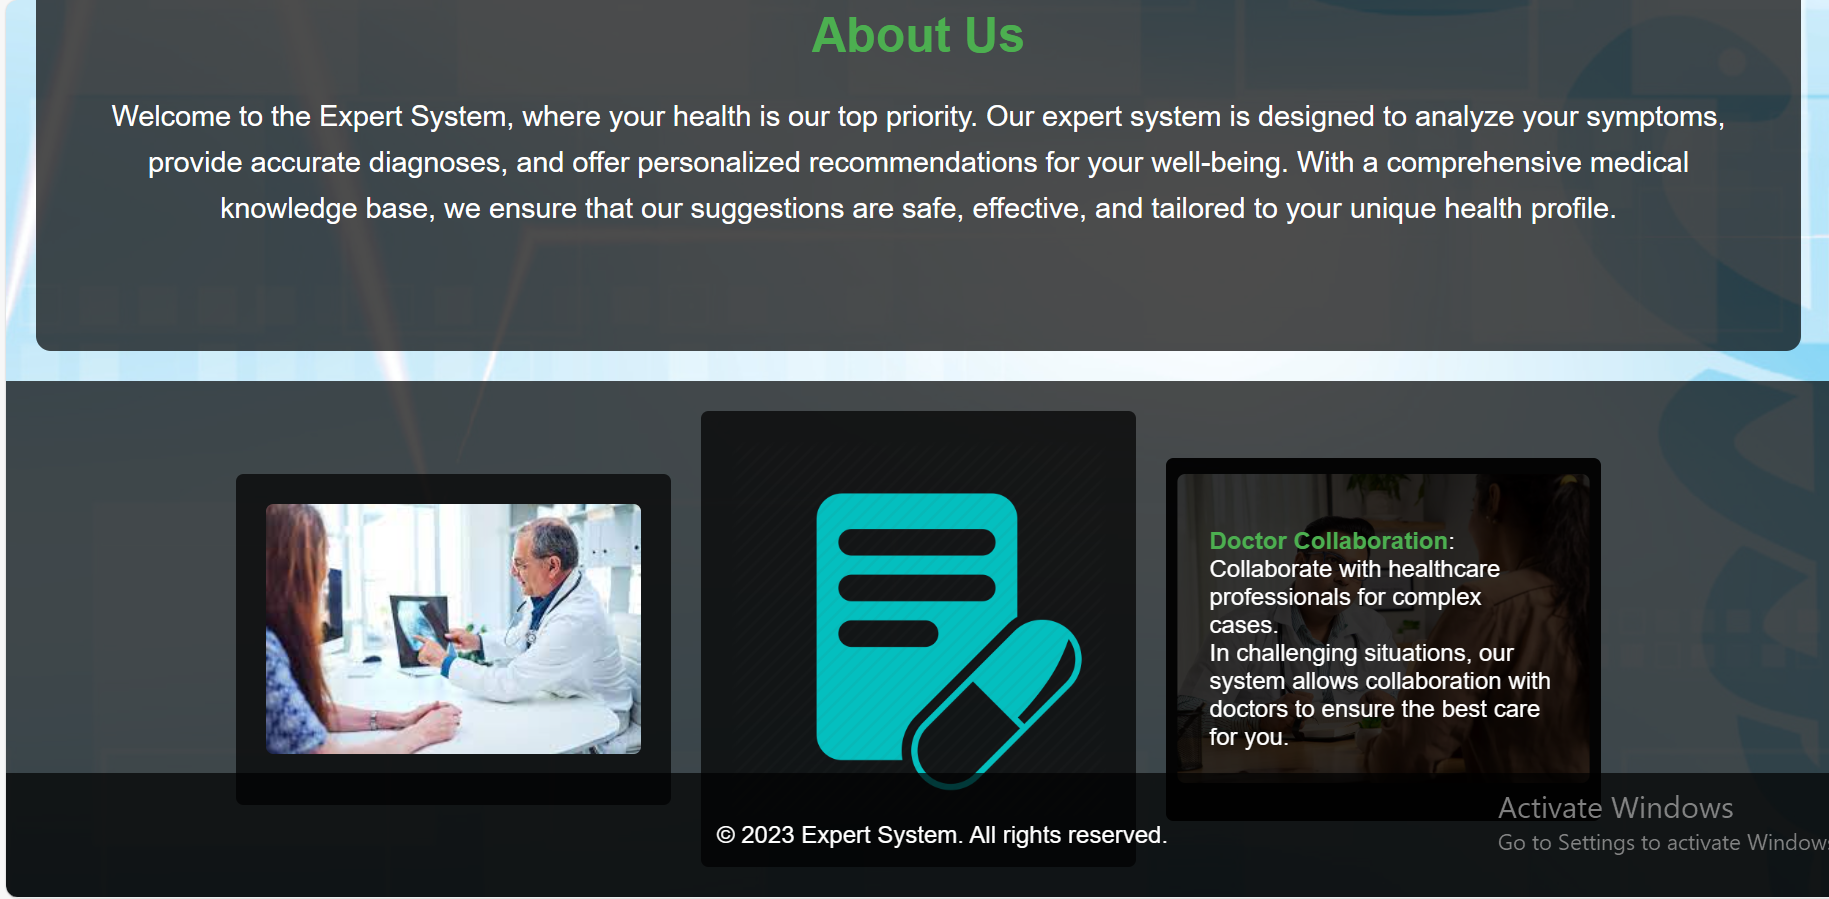 About Us
Welcome to the Expert System, where your health is our top priority. Our expert system is designed to analyze your symptoms,
provide accurate diagnoses, and offer personalized recommendations for your well-being. With a comprehensive medical
knowledge base, we ensure that our suggestions are safe, effective, and tailored to your unique health profile.
Doctor Collaboration:
Collaborate with healthcare
professionals for complex
cases.
In challenging situations, our
system allows collaboration with
doctors to ensure the best care
for you.
© 2023 Expert System. All rights reserved.
Activate Windows
Go to Settings to activate Windows